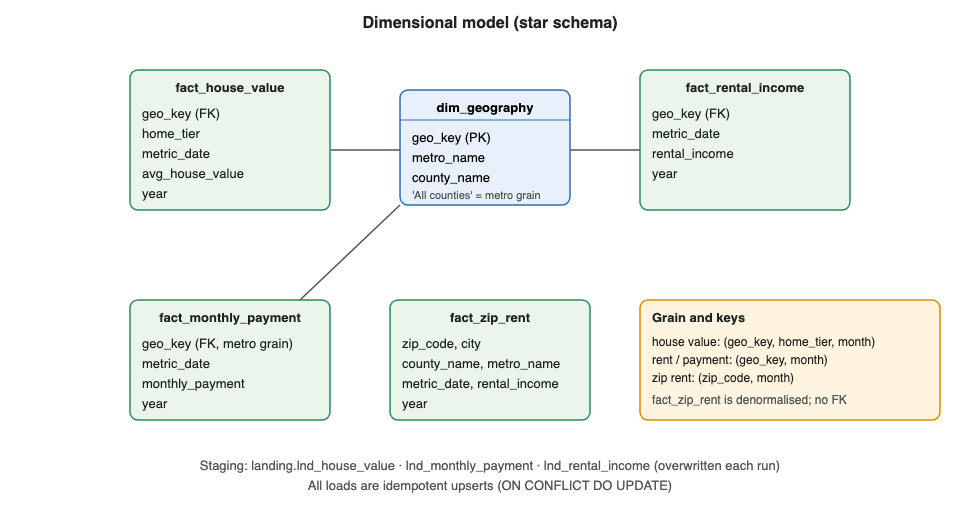 Dimensional model (star schema)
fact_house_value
geo_key (FK)
home_tier
metric_date
avg_house_value
year
dim_geography
geo_key (PK)
metro_name
county_name
'All counties' = metro grain
fact_rental_income
geo_key (FK)
metric_date
rental_income
year
fact_monthly_payment
geo_key (FK, metro grain)
metric_date
monthly_payment
year
fact_zip_rent
zip_code, city
county_name, metro_name
metric_date, rental_income
year
Grain and keys
house value: (geo_key, home_tier, month)
rent / payment: (geo_key, month)
zip rent: (zip_code, month)
fact_zip_rent is denormalised; no FK
Staging: landing.lnd_house_value · lnd_monthly_payment · lnd_rental_income (overwritten each run)
All loads are idempotent upserts (ON CONFLICT DO UPDATE)